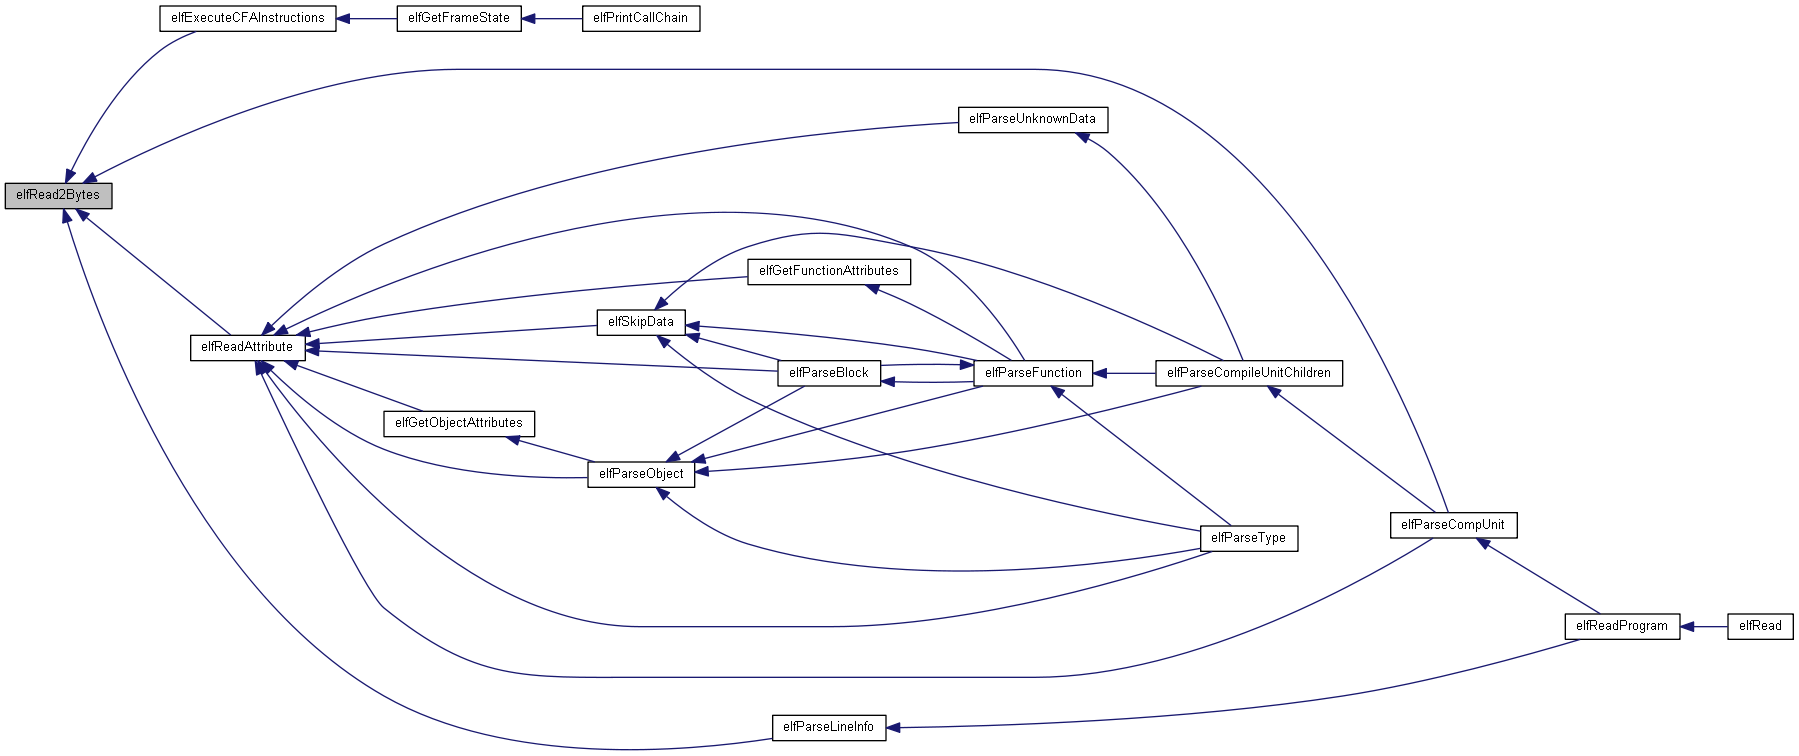 elfExecuteCFAInstructions
elfGetFrameState
elfPrintCallChain
elfParseUnknownData
elfRead2Bytes
elfGetFunctionAttributes
elfSkipData
elfReadAttribute
elfParseBlock
elfParseFunction
elfParseCompileUnitChildren
elfGetObjectAttributes
elfParseObject
elfParseCompUnit
elfParseType
elfReadProgram
elfRead
elfParseLineInfo